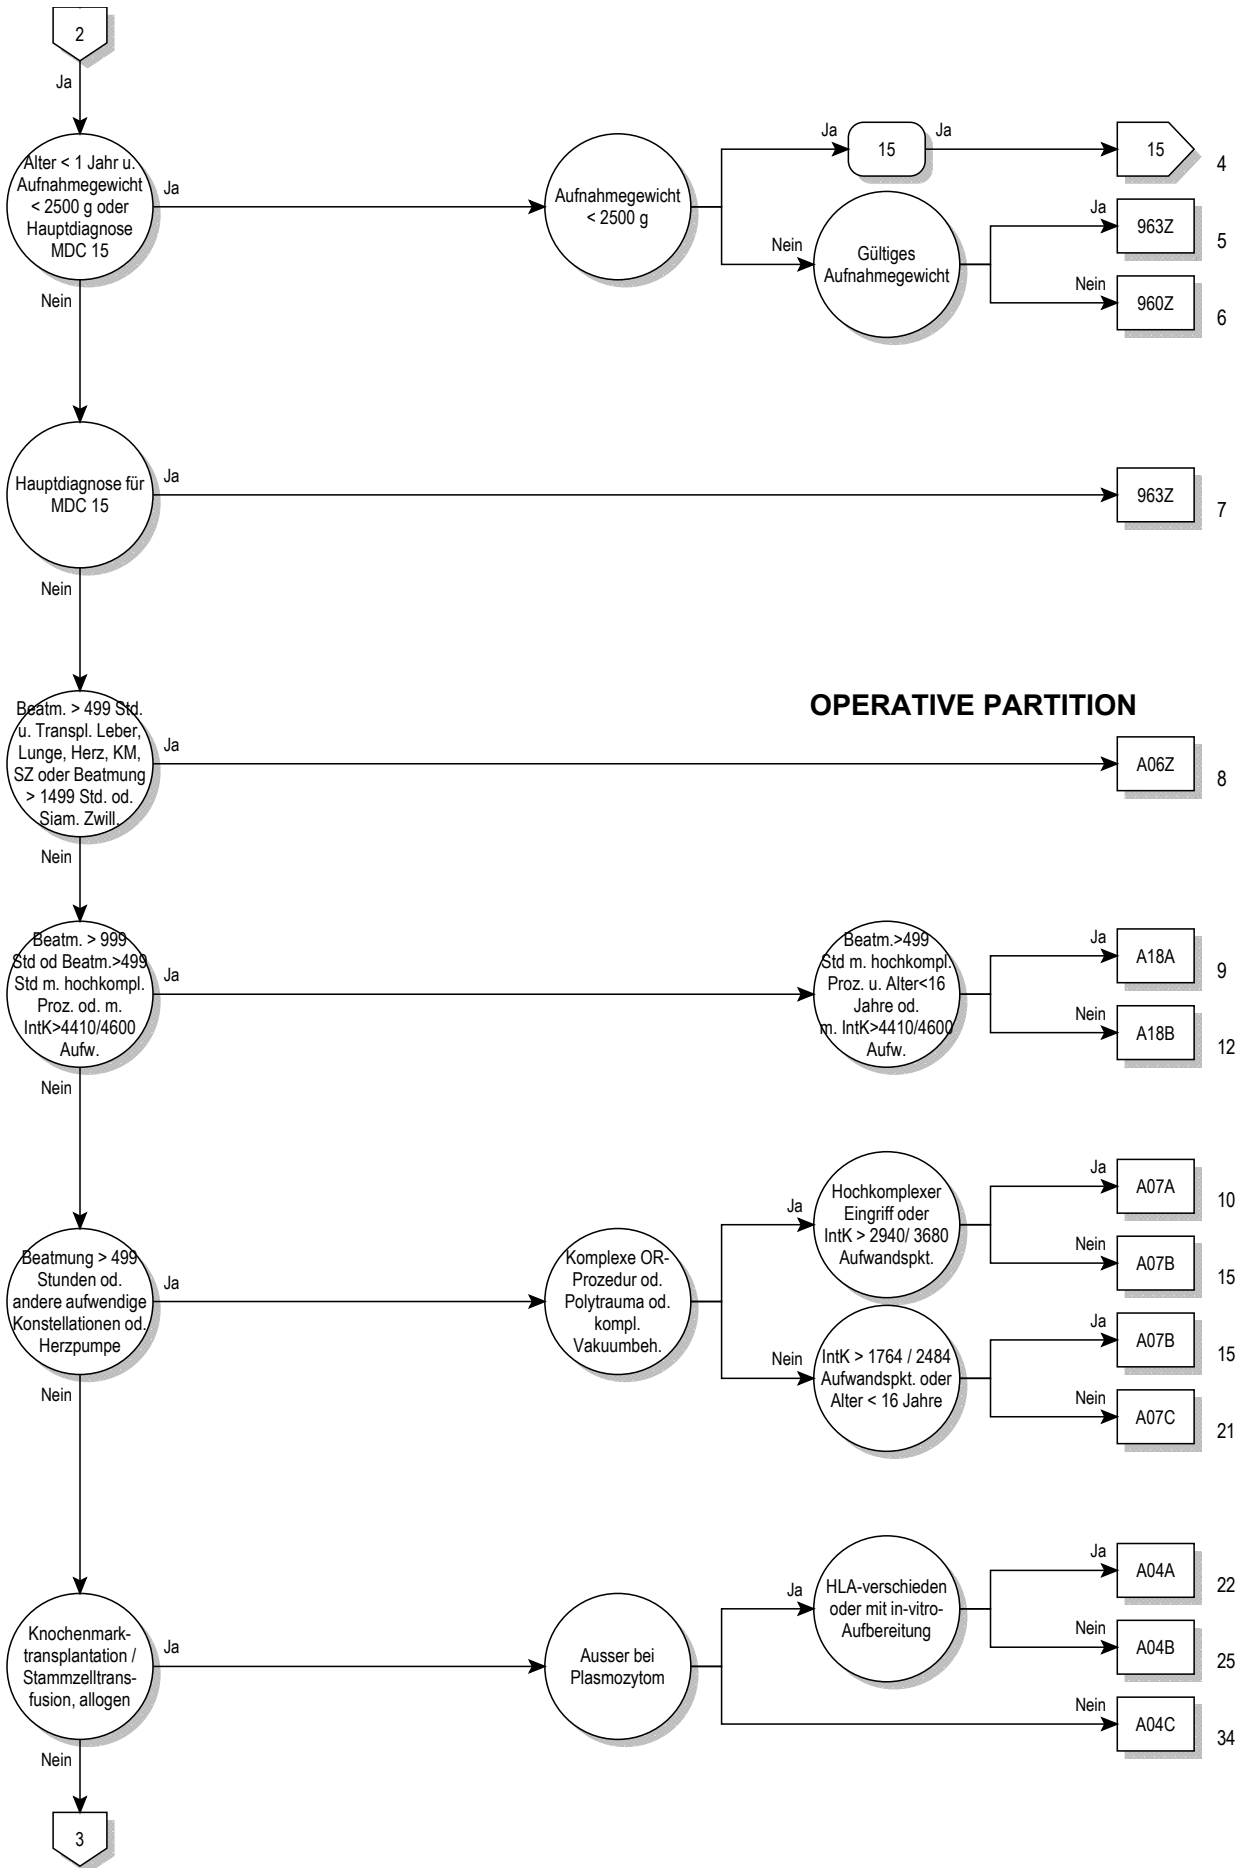 2
Ja
Alter < 1 Jahr u.
Aufnahmegewicht
< 2500 g oder
Hauptdiagnose
MDC 15
Ja
Aufnahmegewicht
< 2500 g
Ja
15
Ja
15
4
Nein
Gültiges
Aufnahmegewicht
Ja
963Z
5
Nein
960Z
6
Nein
Hauptdiagnose für
MDC 15
Ja
963Z
7
Nein
OPERATIVE PARTITION
Beatm. > 499 Std.
u. Transpl. Leber,
Lunge, Herz, KM,
SZ oder Beatmung
> 1499 Std. od.
Siam. Zwill.
Ja
A06Z
8
Nein
Beatm. > 999
Std od Beatm.>499
Std m. hochkompl.
Proz. od. m.
IntK>4410/4600
Aufw.
Ja
Beatm.>499
Std m. hochkompl.
Proz. u. Alter<16
Jahre od.
m. IntK>4410/4600
Aufw.
Ja
A18A
9
Nein
A18B
12
Nein
Beatmung > 499
Stunden od.
andere aufwendige
Konstellationen od.
Herzpumpe
Ja
Komplexe OR-
Prozedur od.
Polytrauma od.
kompl.
Vakuumbeh.
Ja
Hochkomplexer
Eingriff oder
IntK > 2940/ 3680
Aufwandspkt.
Ja
A07A
10
Nein
A07B
15
Nein
IntK > 1764 / 2484
Aufwandspkt. oder
Alter < 16 Jahre
Ja
A07B
15
Nein
A07C
21
Nein
Knochenmark-
transplantation /
Stammzelltrans-
fusion, allogen
Ja
Ausser bei
Plasmozytom
Ja
HLA-verschieden
oder mit in-vitro-
Aufbereitung
Ja
A04A
22
Nein
A04B
25
Nein
A04C
34
Nein
3